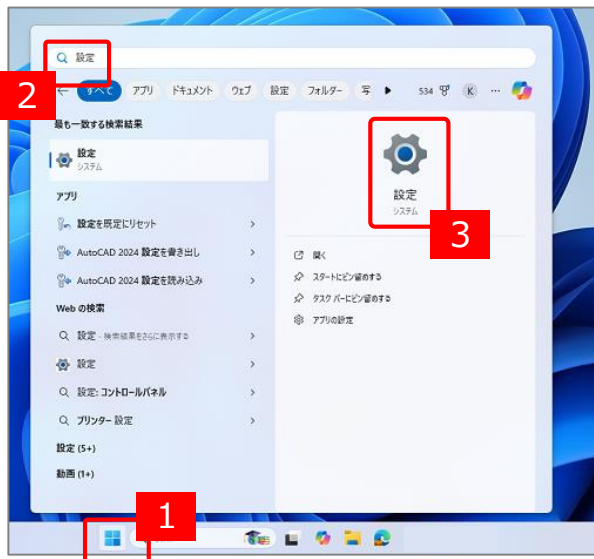 設定
2
すべて アプリ ドキュメント ウェブ 設定 フォルダー 写 534 K ...
最も一致する検索結果
設定
システム
設定
システム
3
アプリ
設定を既定にリセット
AutoCAD 2024 設定を書き出し
AutoCAD 2024 設定を読み込み
Web の検索
設定 - 検索結果をさらに表示する
設定
設定: コントロールパネル
プリンター 設定
設定 (5+)
動画 (1+)
開く
スタートにピン留めする
タスク バーにピン留めする
アプリの設定
1